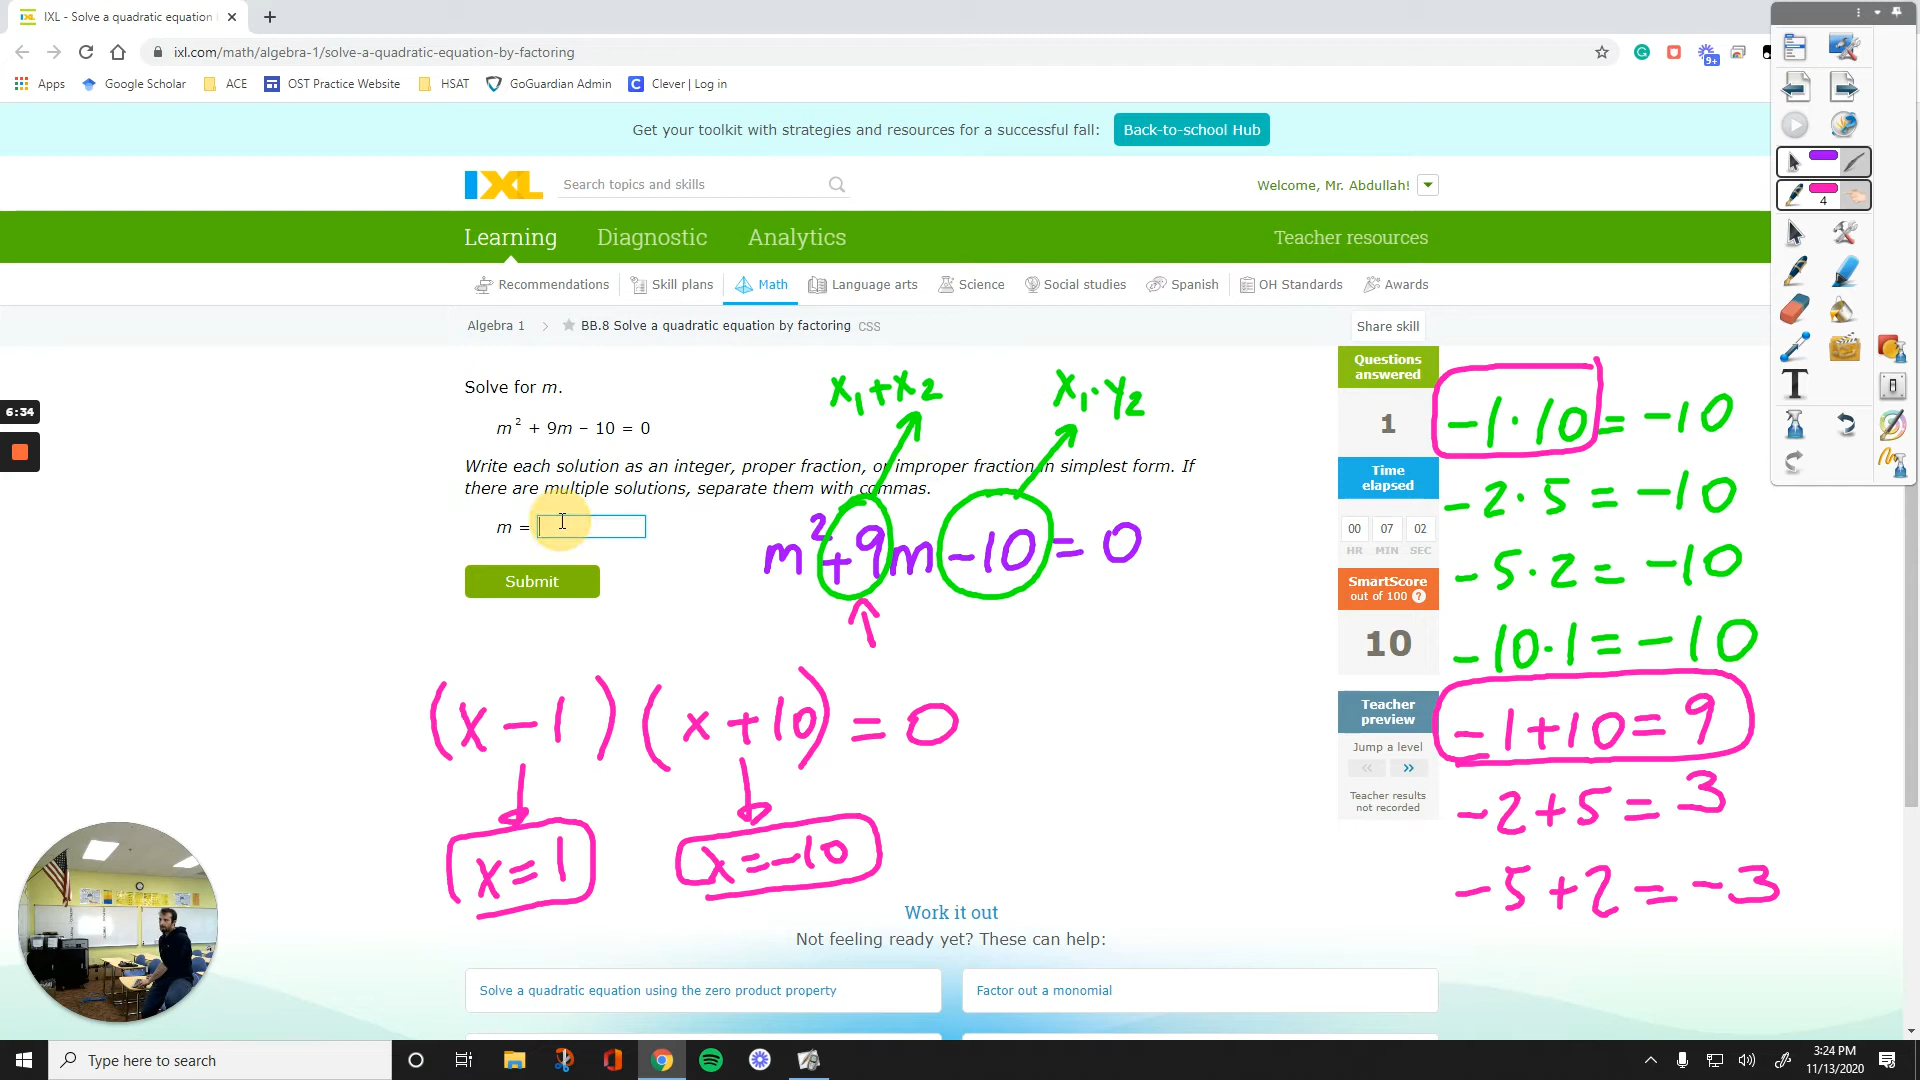 IXL - Solve a quadratic equation
ixl.com/math/algebra-1/solve-a-quadratic-equation-by-factoring
9+
Apps Google Scholar ACE OST Practice Website HSAT GoGuardian Admin Clever | Log in
Get your toolkit with strategies and resources for a successful fall: Back-to-school Hub
IXL Search topics and skills Welcome, Mr. Abdullah!
4
Learning Diagnostic Analytics Teacher resources
Recommendations Skill plans Math Language arts Science Social studies Spanish OH Standards Awards
Algebra 1 > BB.8 Solve a quadratic equation by factoring CSS Share skill
T
Solve for m.
m² + 9m − 10 = 0
Write each solution as an integer, proper fraction, or improper fraction in simplest form. If
there are multiple solutions, separate them with commas.
m =
Submit
x₁+x₂
x₁·y₂
m²+9m-10=0
(x-1)(x+10)=0
x=1
x=-10
Questions
answered
1
Time
elapsed
00 07 02
HR MIN SEC
SmartScore
out of 100 ?
10
Teacher
preview
Jump a level
<< >>
Teacher results
not recorded
-1·10=-10
-2·5=-10
-5·2=-10
-10·1=-10
-1+10=9
-2+5=3
-5+2=-3
6:34
Work it out
Not feeling ready yet? These can help:
Solve a quadratic equation using the zero product property
Factor out a monomial
Type here to search
3:24 PM
11/13/2020